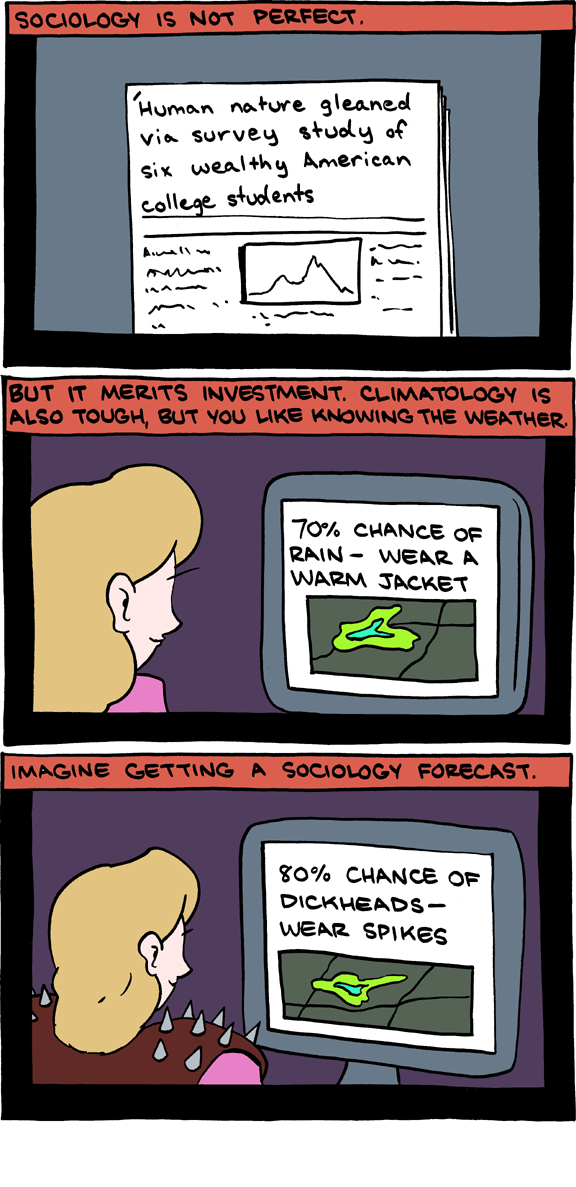 SOCIOLOGY IS NOT PERFECT.
Human nature gleaned
via survey study of
six wealthy American
college students
BUT IT MERITS INVESTMENT. CLIMATOLOGY IS
ALSO TOUGH, BUT YOU LIKE KNOWING THE WEATHER.
70% CHANCE OF
RAIN— WEAR A
WARM JACKET
IMAGINE GETTING A SOCIOLOGY FORECAST.
80% CHANCE OF
DICKHEADS—
WEAR SPIKES